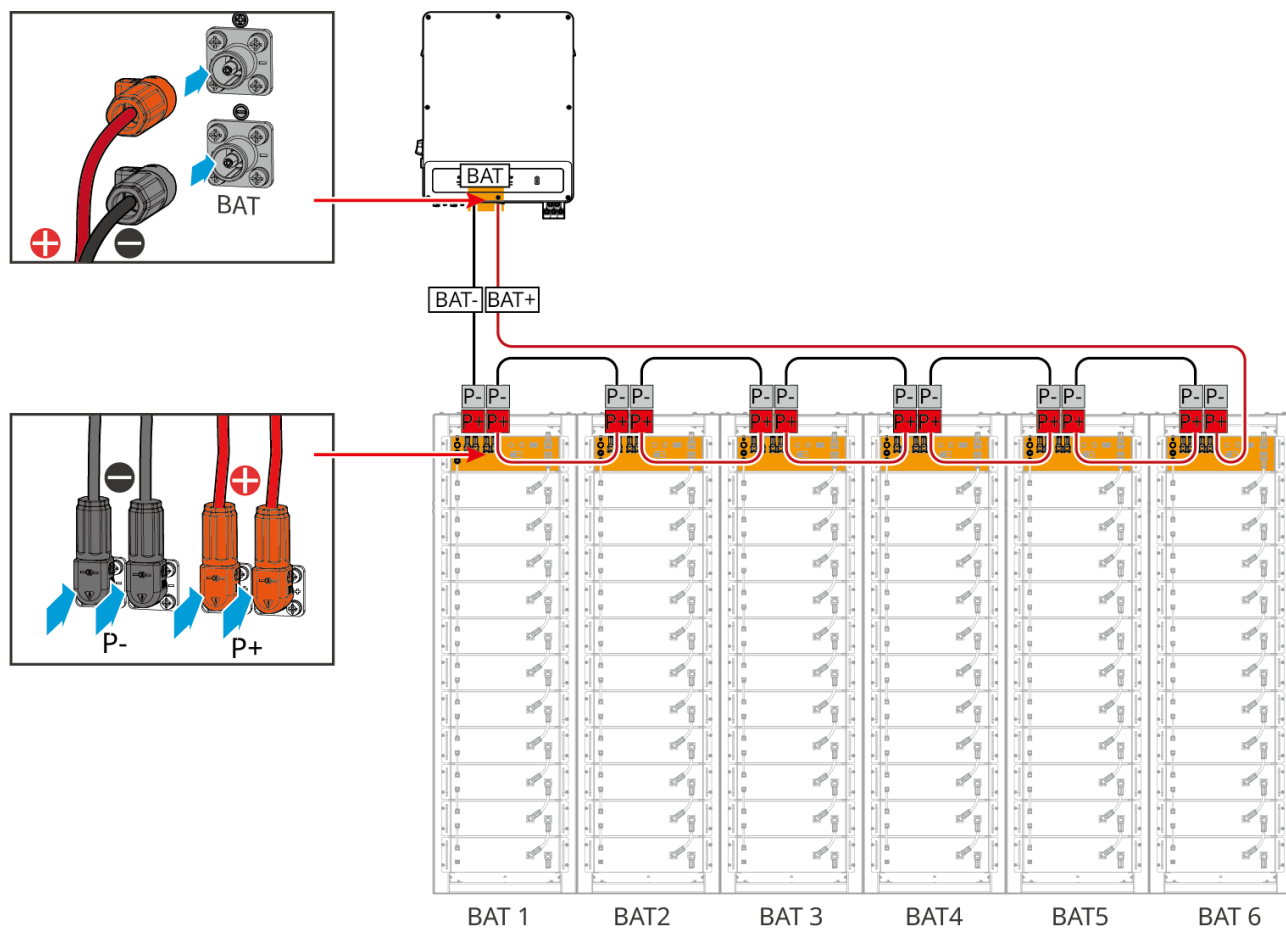 BAT
BAT
BAT- BAT+
P- P- P- P- P- P- P- P- P- P- P- P-
P+ P+ P+ P+ P+ P+ P+ P+ P+ P+ P+ P+
P-
P+
BAT 1 BAT2 BAT 3 BAT4 BAT5 BAT 6